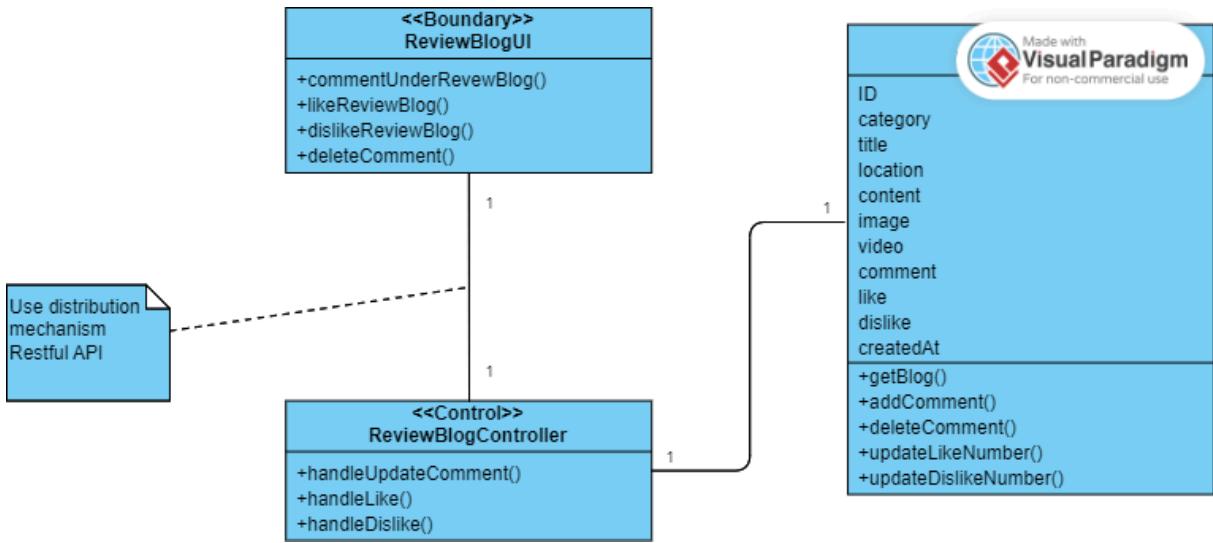 <<Boundary>>
ReviewBlogUI
+commentUnderRevewBlog()
+likeReviewBlog()
+dislikeReviewBlog()
+deleteComment()
1
1
Use distribution
mechanism
Restful API
<<Control>>
ReviewBlogController
+handleUpdateComment()
+handleLike()
+handleDislike()
1
1
Made with
Visual Paradigm
For non-commercial use
ID
category
title
location
content
image
video
comment
like
dislike
createdAt
+getBlog()
+addComment()
+deleteComment()
+updateLikeNumber()
+updateDislikeNumber()